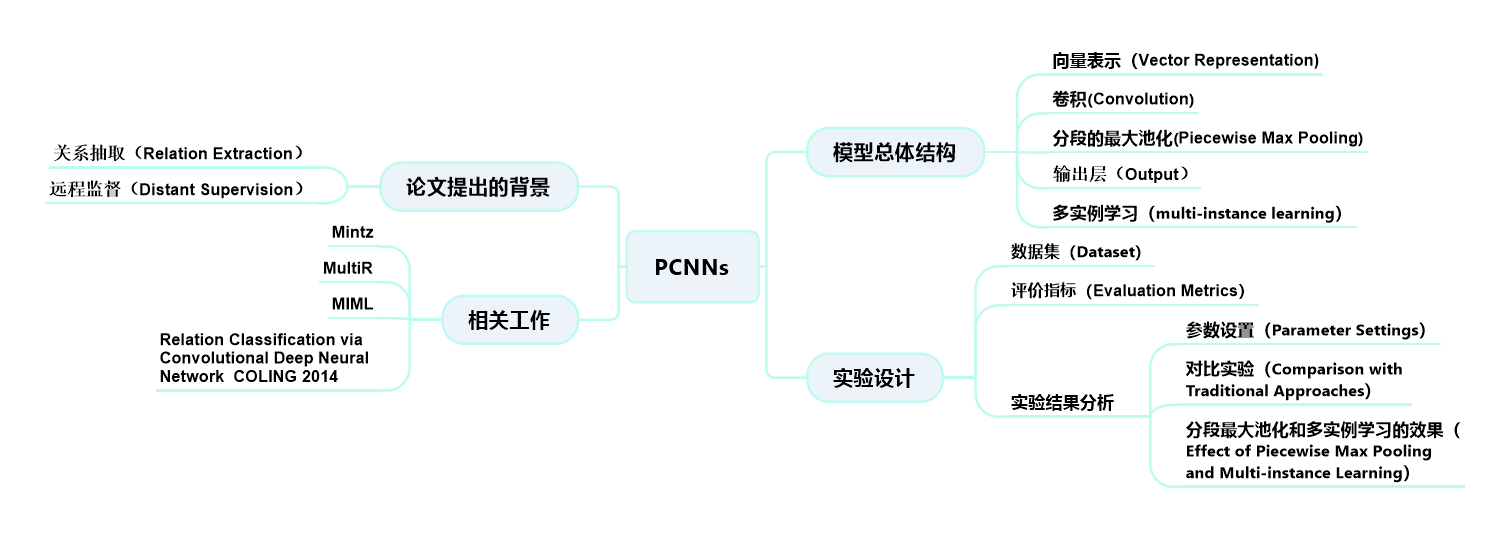 PCNNs
论文提出的背景
关系抽取（Relation Extraction）
远程监督（Distant Supervision）
相关工作
Mintz
MultiR
MIML
Relation Classification via
Convolutional Deep Neural
Network  COLING 2014
模型总体结构
向量表示（Vector Representation)
卷积(Convolution)
分段的最大池化(Piecewise Max Pooling)
输出层（Output）
多实例学习（multi-instance learning）
实验设计
数据集（Dataset）
评价指标（Evaluation Metrics）
实验结果分析
参数设置（Parameter Settings）
对比实验（Comparison with
Traditional Approaches）
分段最大池化和多实例学习的效果（
Effect of Piecewise Max Pooling
and Multi-instance Learning）